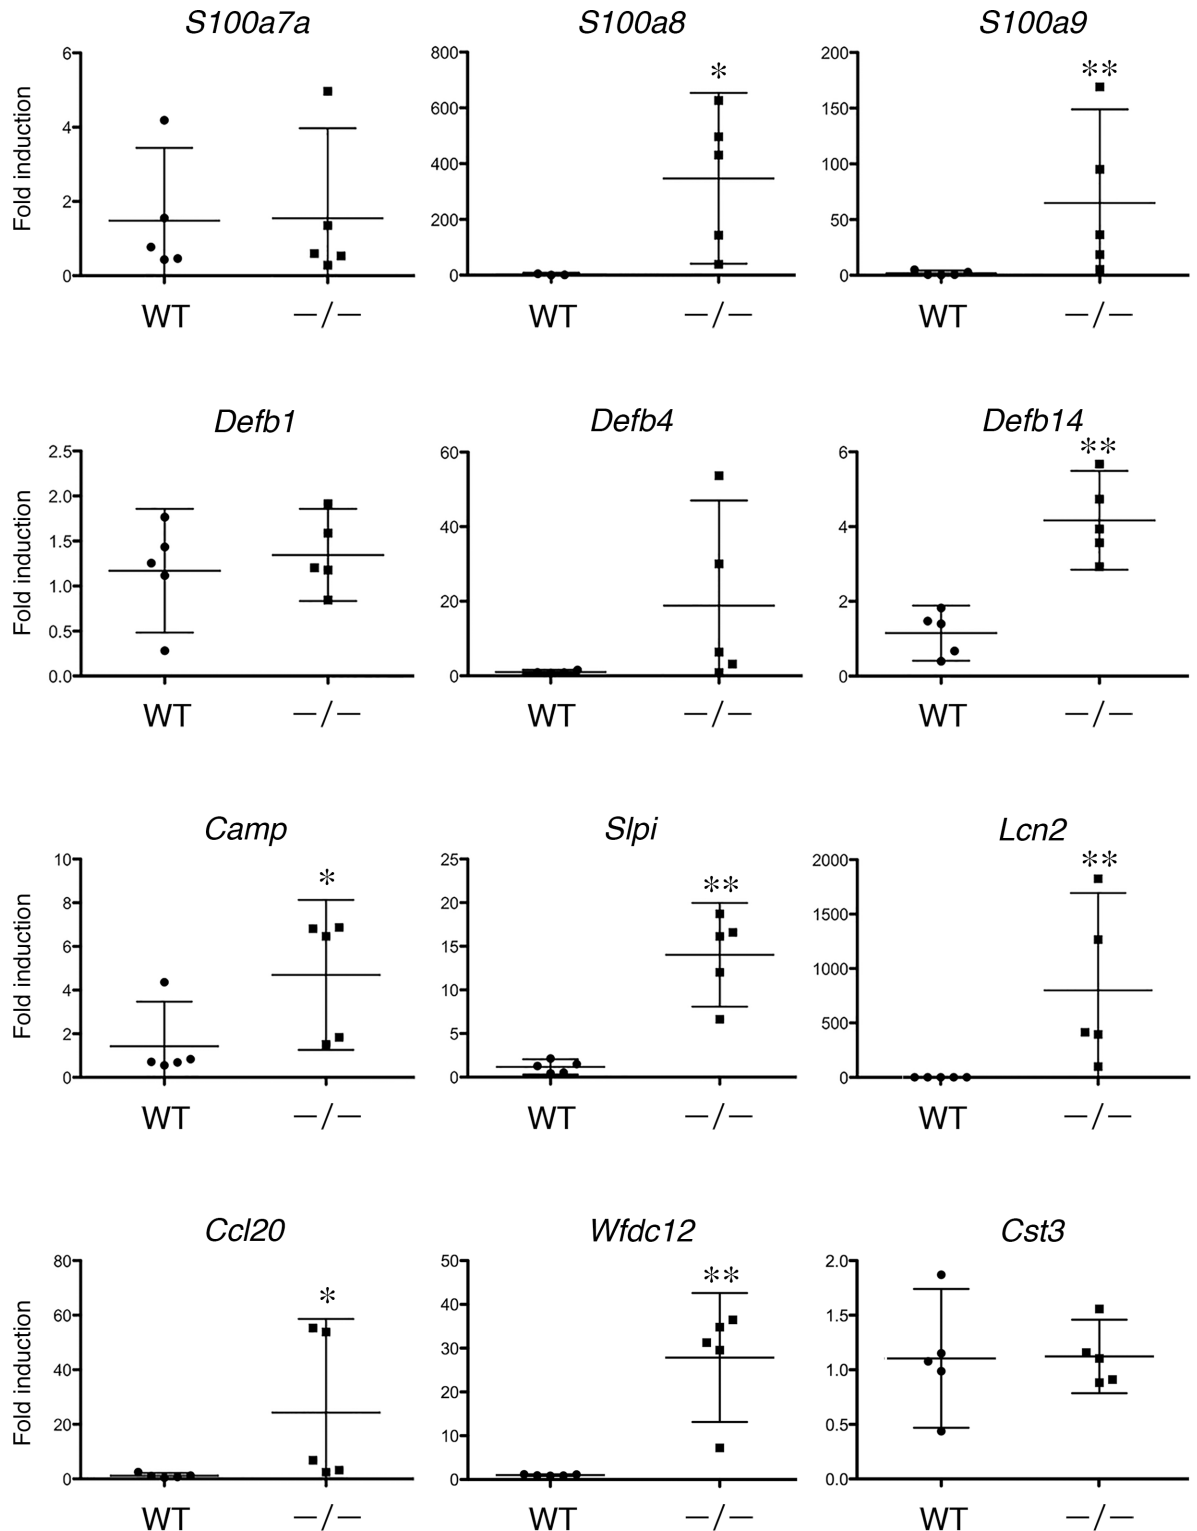 S100a7a
S100a8
S100a9
Fold induction
6
4
2
0
WT
−/−
800
600
400
200
0
*
WT
−/−
200
150
100
50
0
**
WT
−/−
Defb1
Defb4
Defb14
Fold induction
2.5
2.0
1.5
1.0
0.5
0.0
WT
−/−
60
40
20
0
WT
−/−
6
4
2
0
**
WT
−/−
Camp
Slpi
Lcn2
Fold induction
10
8
6
4
2
0
*
WT
−/−
25
20
15
10
5
0
**
WT
−/−
2000
1500
1000
500
0
**
WT
−/−
Ccl20
Wfdc12
Cst3
Fold induction
80
60
40
20
0
*
WT
−/−
50
40
30
20
10
0
**
WT
−/−
2.0
1.5
1.0
0.5
0.0
WT
−/−